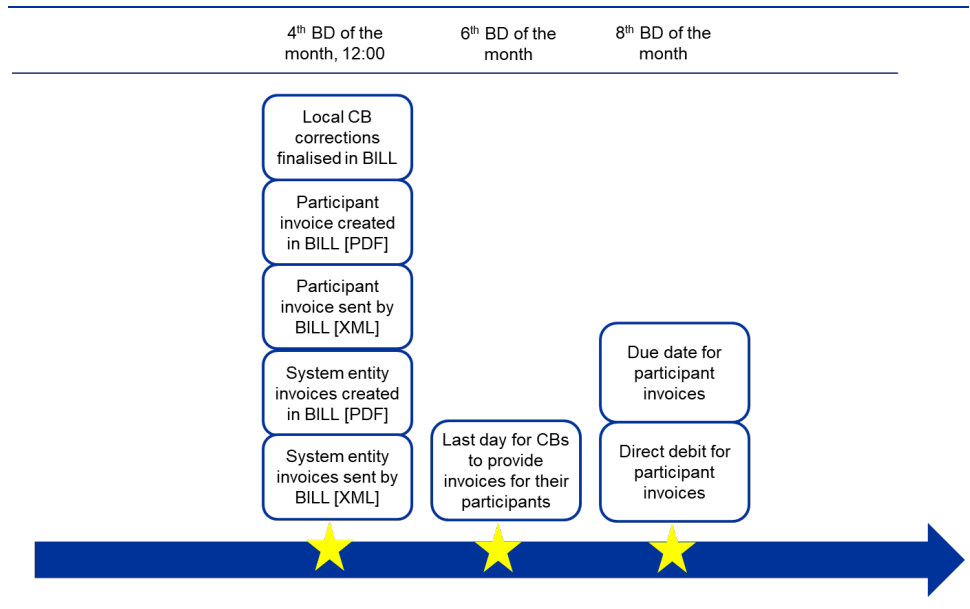 4th BD of the
month, 12:00
6th BD of the
month
8th BD of the
month
Local CB
corrections
finalised in BILL
Participant
invoice created
in BILL [PDF]
Participant
invoice sent by
BILL [XML]
System entity
invoices created
in BILL [PDF]
System entity
invoices sent by
BILL [XML]
Last day for CBs
to provide
invoices for their
participants
Due date for
participant
invoices
Direct debit for
participant
invoices